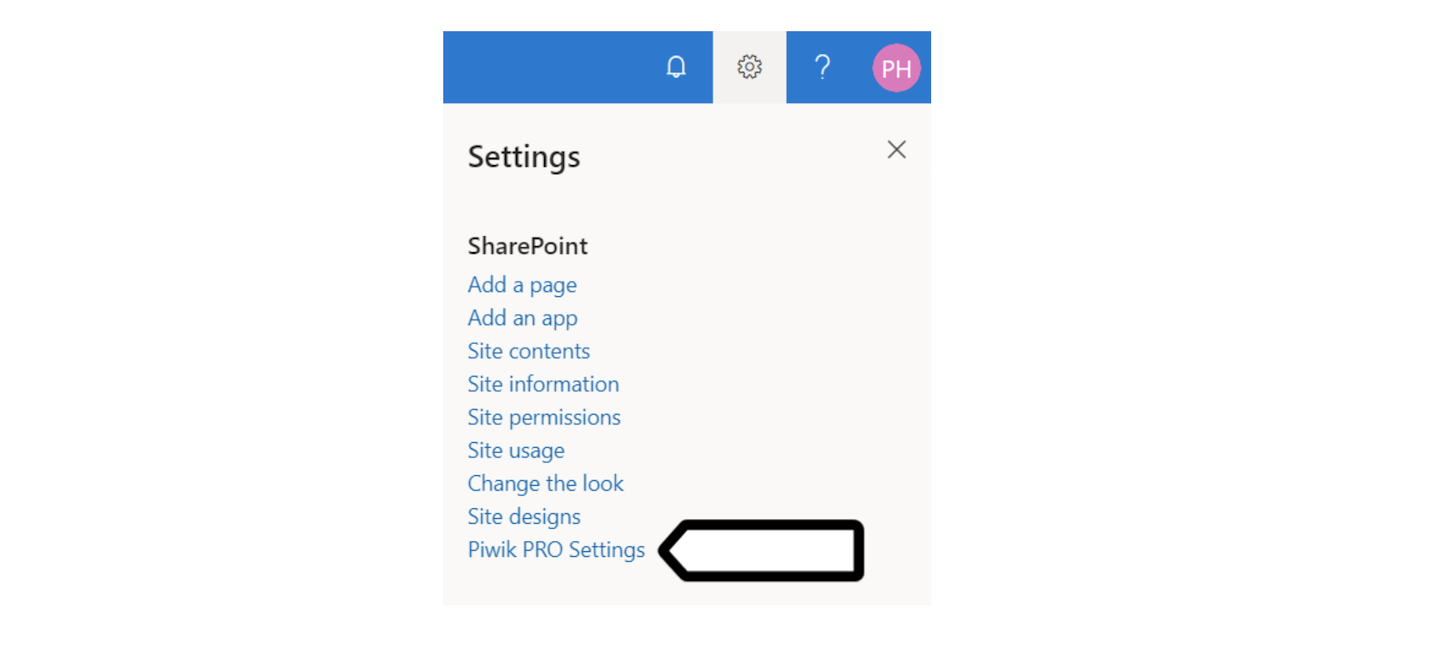 ?
PH
Settings
SharePoint
Add a page
Add an app
Site contents
Site information
Site permissions
Site usage
Change the look
Site designs
Piwik PRO Settings